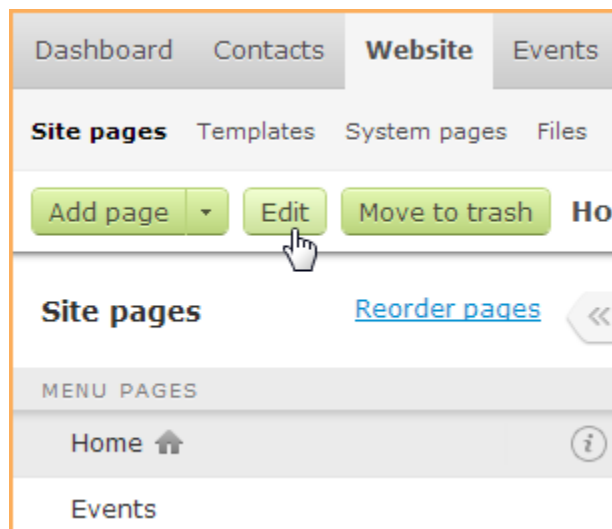 Dashboard Contacts Website Events
Site pages Templates System pages Files
Add page Edit Move to trash Ho
Site pages Reorder pages
MENU PAGES
Home
Events